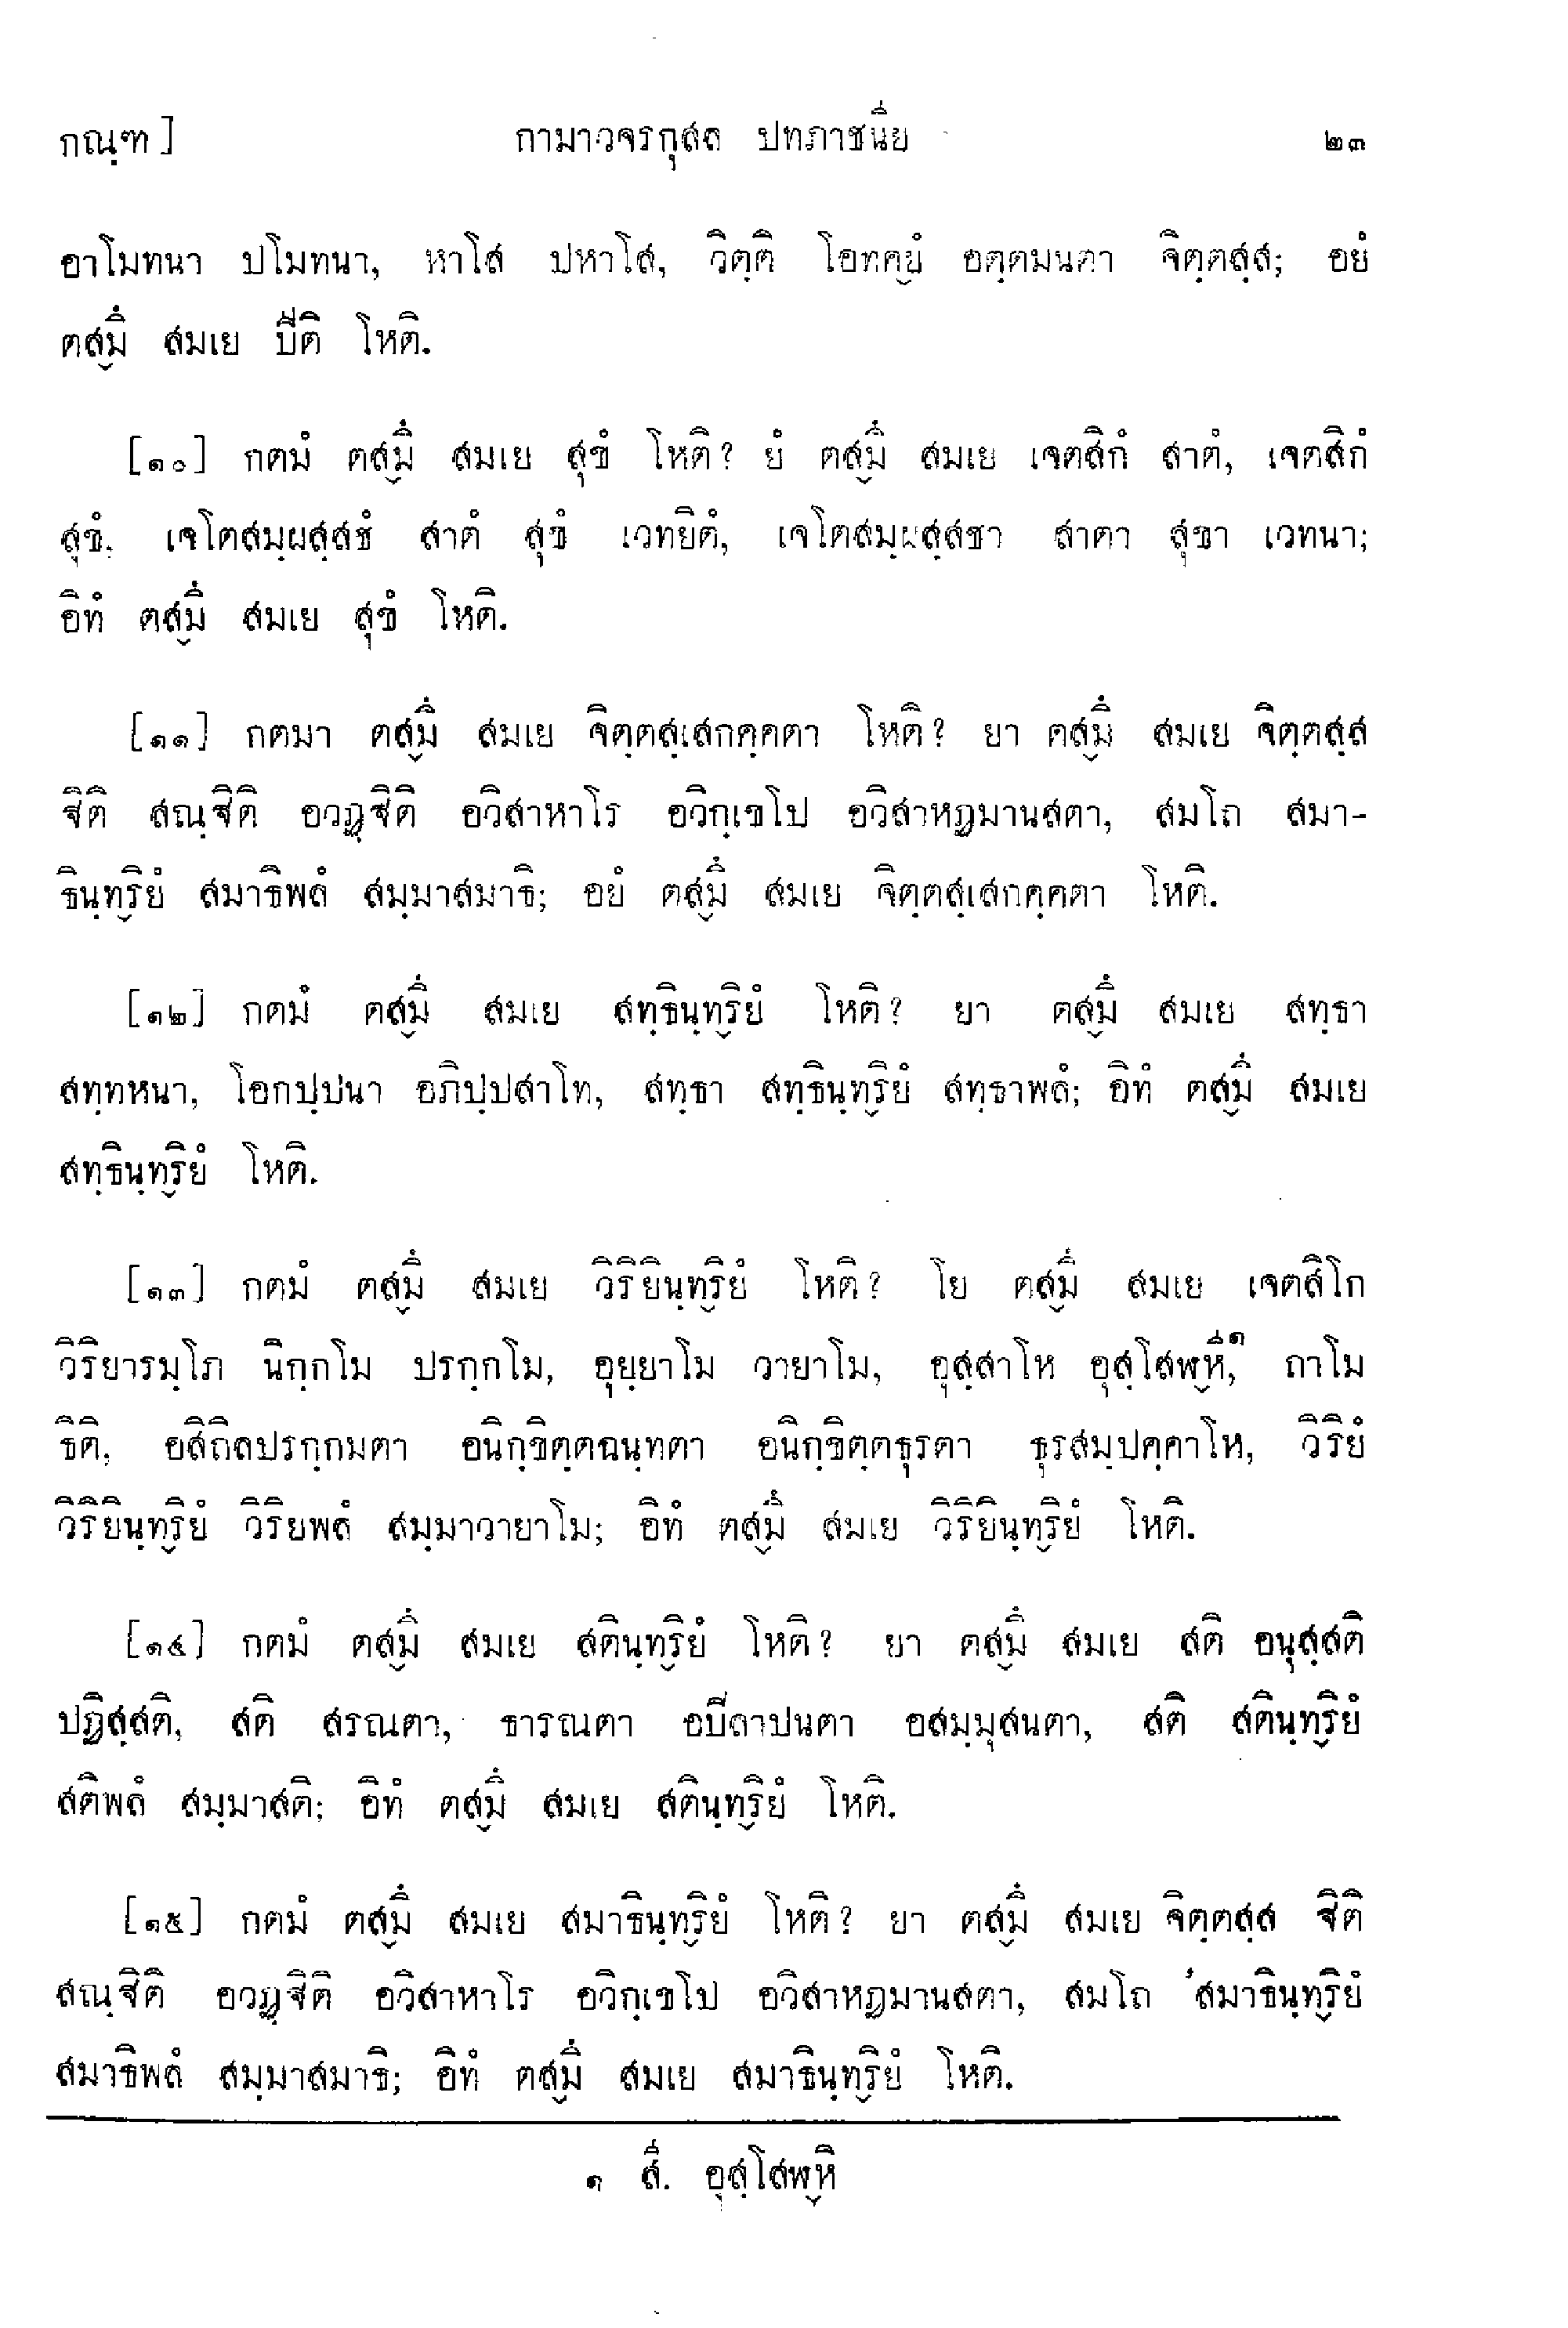 กณฺฑ] กามาวจรกุสล ปทภาชนีย ๒๓
อาโมทนา ปโมทนา, หาโส ปหาโส, วิตฺติ โอทคฺยํ อตฺตมนตา จิตฺตสฺส; อยํ
ตสฺมึ สมเย ปีติ โหติ.
[๑๐] กตมํ ตสฺมึ สมเย สุขํ โหติ? ยํ ตสฺมึ สมเย เจตสิกํ สาตํ, เจตสิกํ
สุขํ, เจโตสมฺผสฺสชํ สาตํ สุขํ เวทยิตํ, เจโตสมฺผสฺสชา สาตา สุขา เวทนา;
อิทํ ตสฺมึ สมเย สุขํ โหติ.
[๑๑] กตมา ตสฺมึ สมเย จิตฺตสฺเสกคฺคตา โหติ? ยา ตสฺมึ สมเย จิตฺตสฺส
ฐิติ สณฺฐิติ อวฏฺฐิติ อวิสาหาโร อวิกฺเขโป อวิสาหฏมานสตา, สมโถ สมา-
ธินฺทฺริยํ สมาธิพลํ สมฺมาสมาธิ; อยํ ตสฺมึ สมเย จิตฺตสฺเสกคฺคตา โหติ.
[๑๒] กตมํ ตสฺมึ สมเย สทฺธินฺทฺริยํ โหติ? ยา ตสฺมึ สมเย สทฺธา
สทฺทหนา, โอกปฺปนา อภิปฺปสาโท, สทฺธา สทฺธินฺทฺริยํ สทฺธาพลํ; อิทํ ตสฺมึ สมเย
สทฺธินฺทฺริยํ โหติ.
[๑๓] กตมํ ตสฺมึ สมเย วิริยินฺทฺริยํ โหติ? โย ตสฺมึ สมเย เจตสิโก
วิริยารมฺโภ นิกฺกโม ปรกฺกโม, อุยฺยาโม วายาโม, อุสฺสาโห อุสฺโสฬฺหี,๑ ถาโม
ธิติ, อสิถิลปรกฺกมตา อนิกฺขิตฺตฉนฺทตา อนิกฺขิตฺตธุรตา ธุรสมฺปคฺคาโห, วิริยํ
วิริยินฺทฺริยํ วิริยพลํ สมฺมาวายาโม; อิทํ ตสฺมึ สมเย วิริยินฺทฺริยํ โหติ.
[๑๔] กตมํ ตสฺมึ สมเย สตินฺทฺริยํ โหติ? ยา ตสฺมึ สมเย สติ อนุสฺสติ
ปฏิสฺสติ, สติ สรณตา, ธารณตา อปีลาปนตา อสมฺมุสนตา, สติ สตินฺทฺริยํ
สติพลํ สมฺมาสติ; อิทํ ตสฺมึ สมเย สตินฺทฺริยํ โหติ.
[๑๕] กตมํ ตสฺมึ สมเย สมาธินฺทฺริยํ โหติ? ยา ตสฺมึ สมเย จิตฺตสฺส ฐิติ
สณฺฐิติ อวฏฺฐิติ อวิสาหาโร อวิกฺเขโป อวิสาหฏมานสตา, สมโถ สมาธินฺทฺริยํ
สมาธิพลํ สมฺมาสมาธิ; อิทํ ตสฺมึ สมเย สมาธินฺทฺริยํ โหติ.
๑ สี. อุสฺโสฬฺหิ